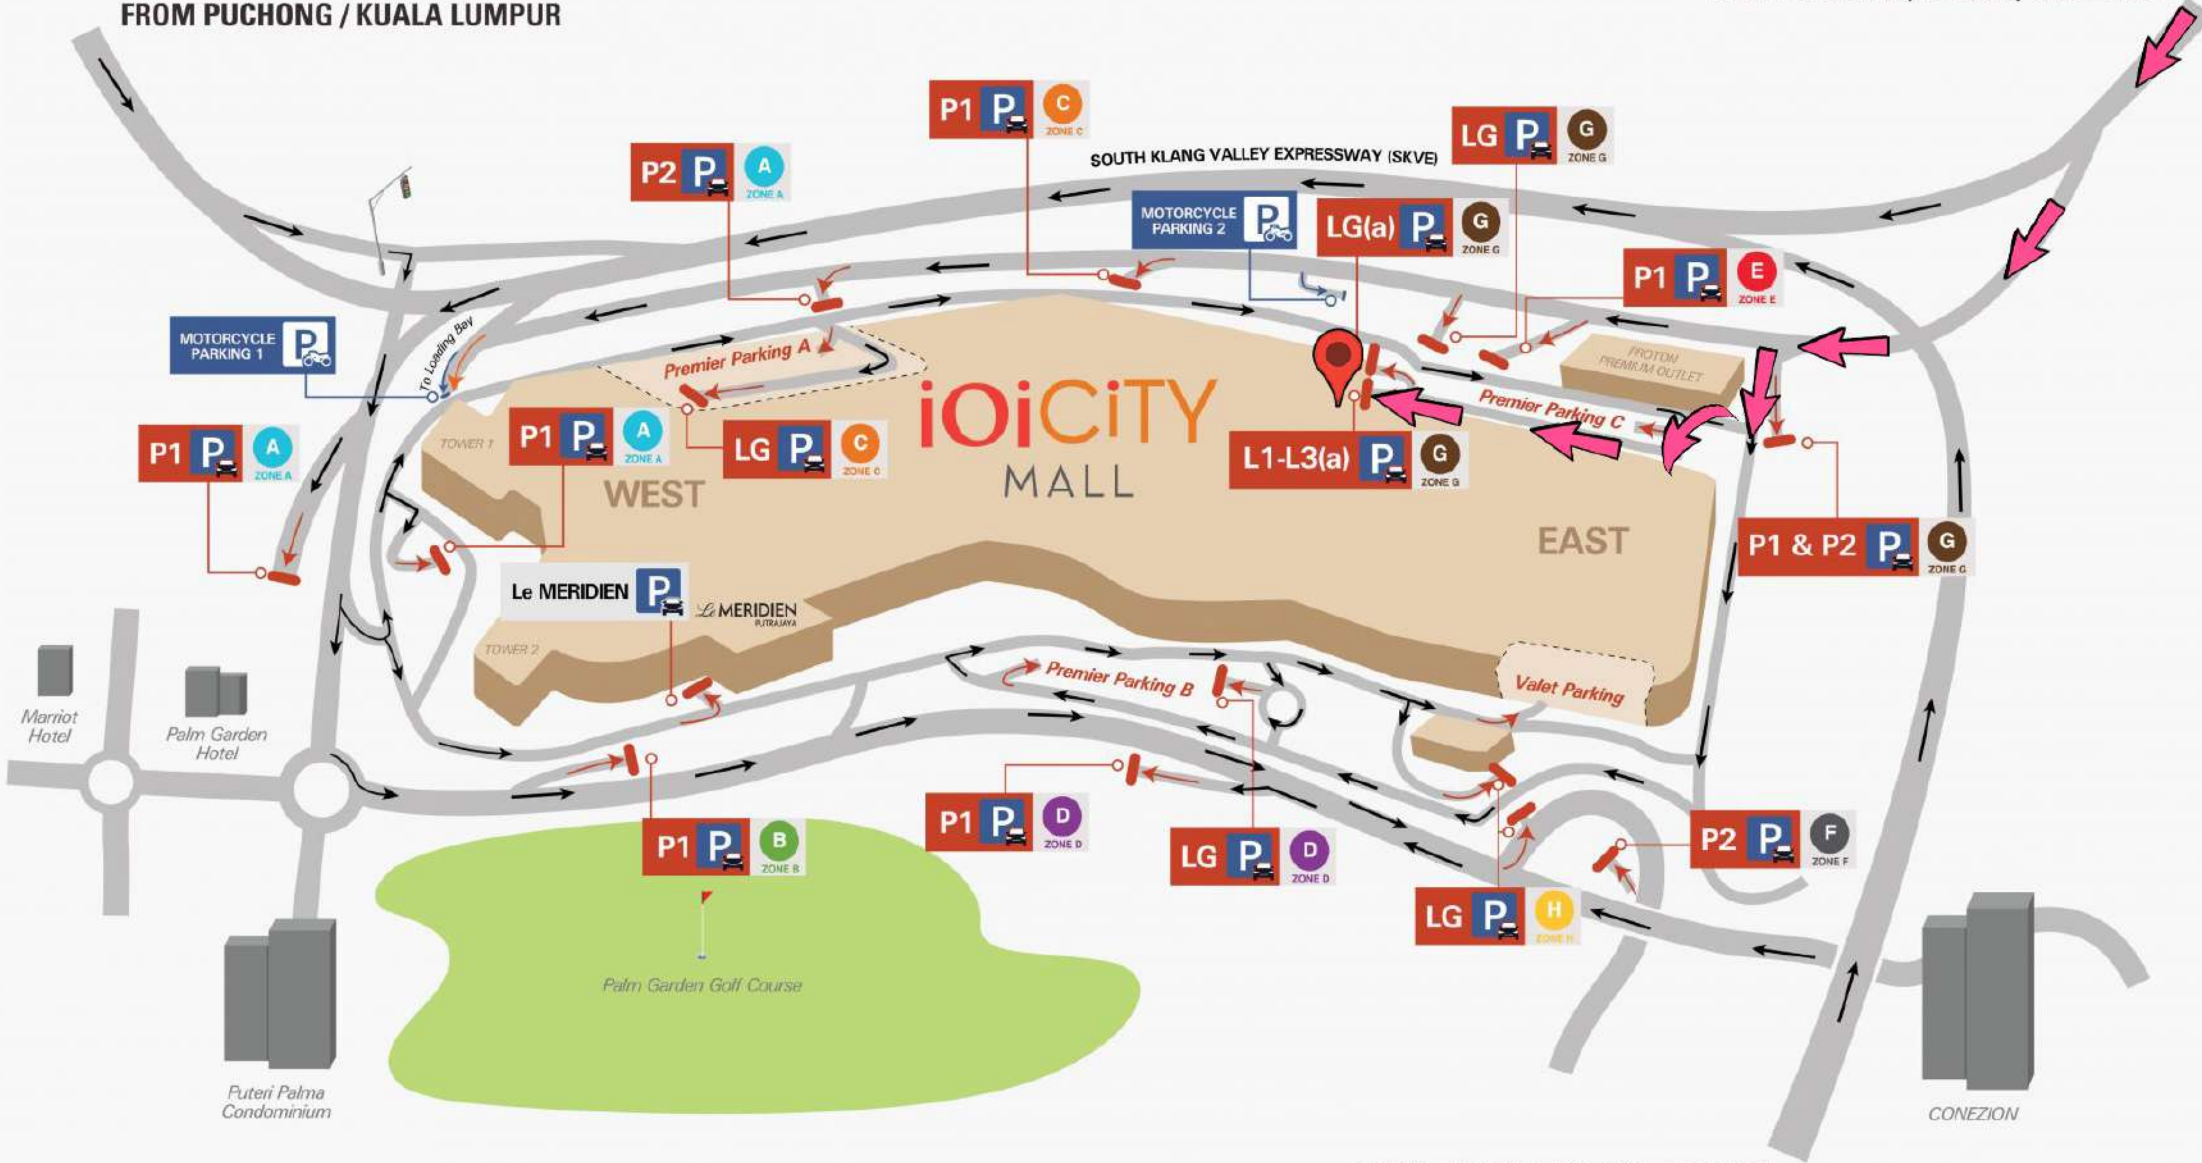 FROM PUCHONG / KUALA LUMPUR
P1 P C
ZONE C
LG P G
ZONE G
P2 P A
ZONE A
SOUTH KLANG VALLEY EXPRESSWAY (SKVE)
MOTORCYCLE
PARKING 2 P
LG(a) P G
ZONE G
P1 P E
ZONE E
MOTORCYCLE
PARKING 1 P
To Loading Bay
Premier Parking A
PROTON
PREMIUM OUTLET
iOiCiTY
MALL
Premier Parking C
TOWER 1
P1 P A
ZONE A
P1 P A
ZONE A
LG P C
ZONE C
L1-L3(a) P G
ZONE G
WEST
EAST
P1 & P2 P G
ZONE G
Le MERIDIEN P
Le MERIDIEN
PUTRAJAYA
TOWER 2
Premier Parking B
Valet Parking
Marriot
Hotel
Palm Garden
Hotel
P1 P B
ZONE B
P1 P D
ZONE D
LG P D
ZONE D
P2 P F
ZONE F
LG P H
ZONE H
Palm Garden Golf Course
Puteri Palma
Condominium
CONEZION